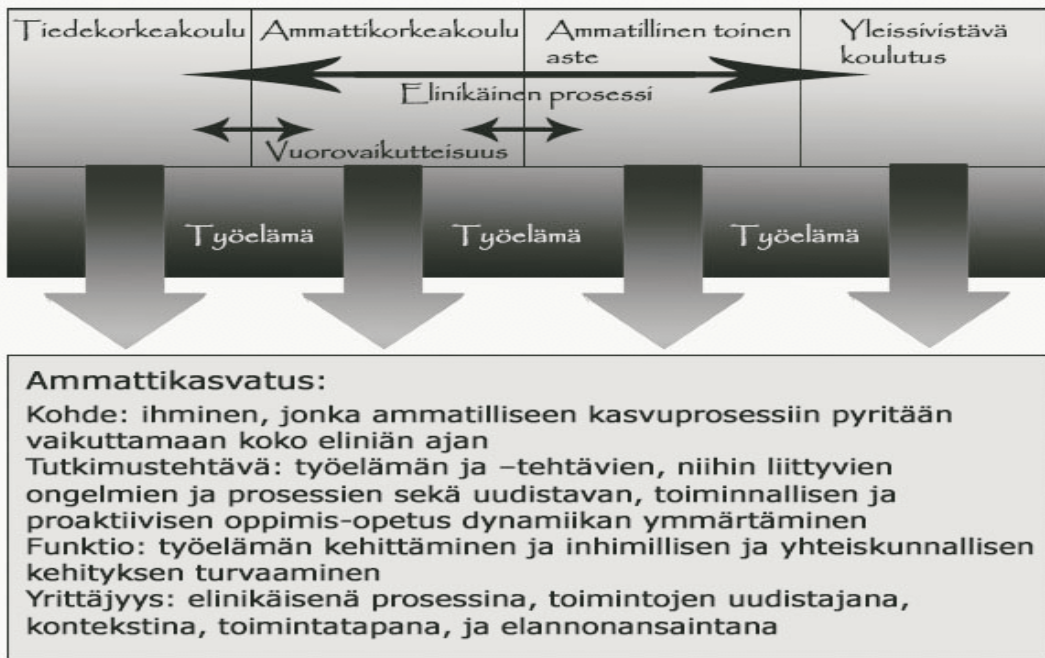 Tiedekorkeakoulu
Ammattikorkeakoulu
Ammatillinen toinen
aste
Yleissivistävä
koulutus
Elinikäinen prosessi
Vuorovaikutteisuus
Työelämä
Työelämä
Työelämä
Ammattikasvatus:
Kohde: ihminen, jonka ammatilliseen kasvuprosessiin pyritään
vaikuttamaan koko eliniän ajan
Tutkimustehtävä: työelämän ja –tehtävien, niihin liittyvien
ongelmien ja prosessien sekä uudistavan, toiminnallisen ja
proaktiivisen oppimis-opetus dynamiikan ymmärtäminen
Funktio: työelämän kehittäminen ja inhimillisen ja yhteiskunnallisen
kehityksen turvaaminen
Yrittäjyys: elinikäisenä prosessina, toimintojen uudistajana,
kontekstina, toimintatapana, ja elannonansaintana